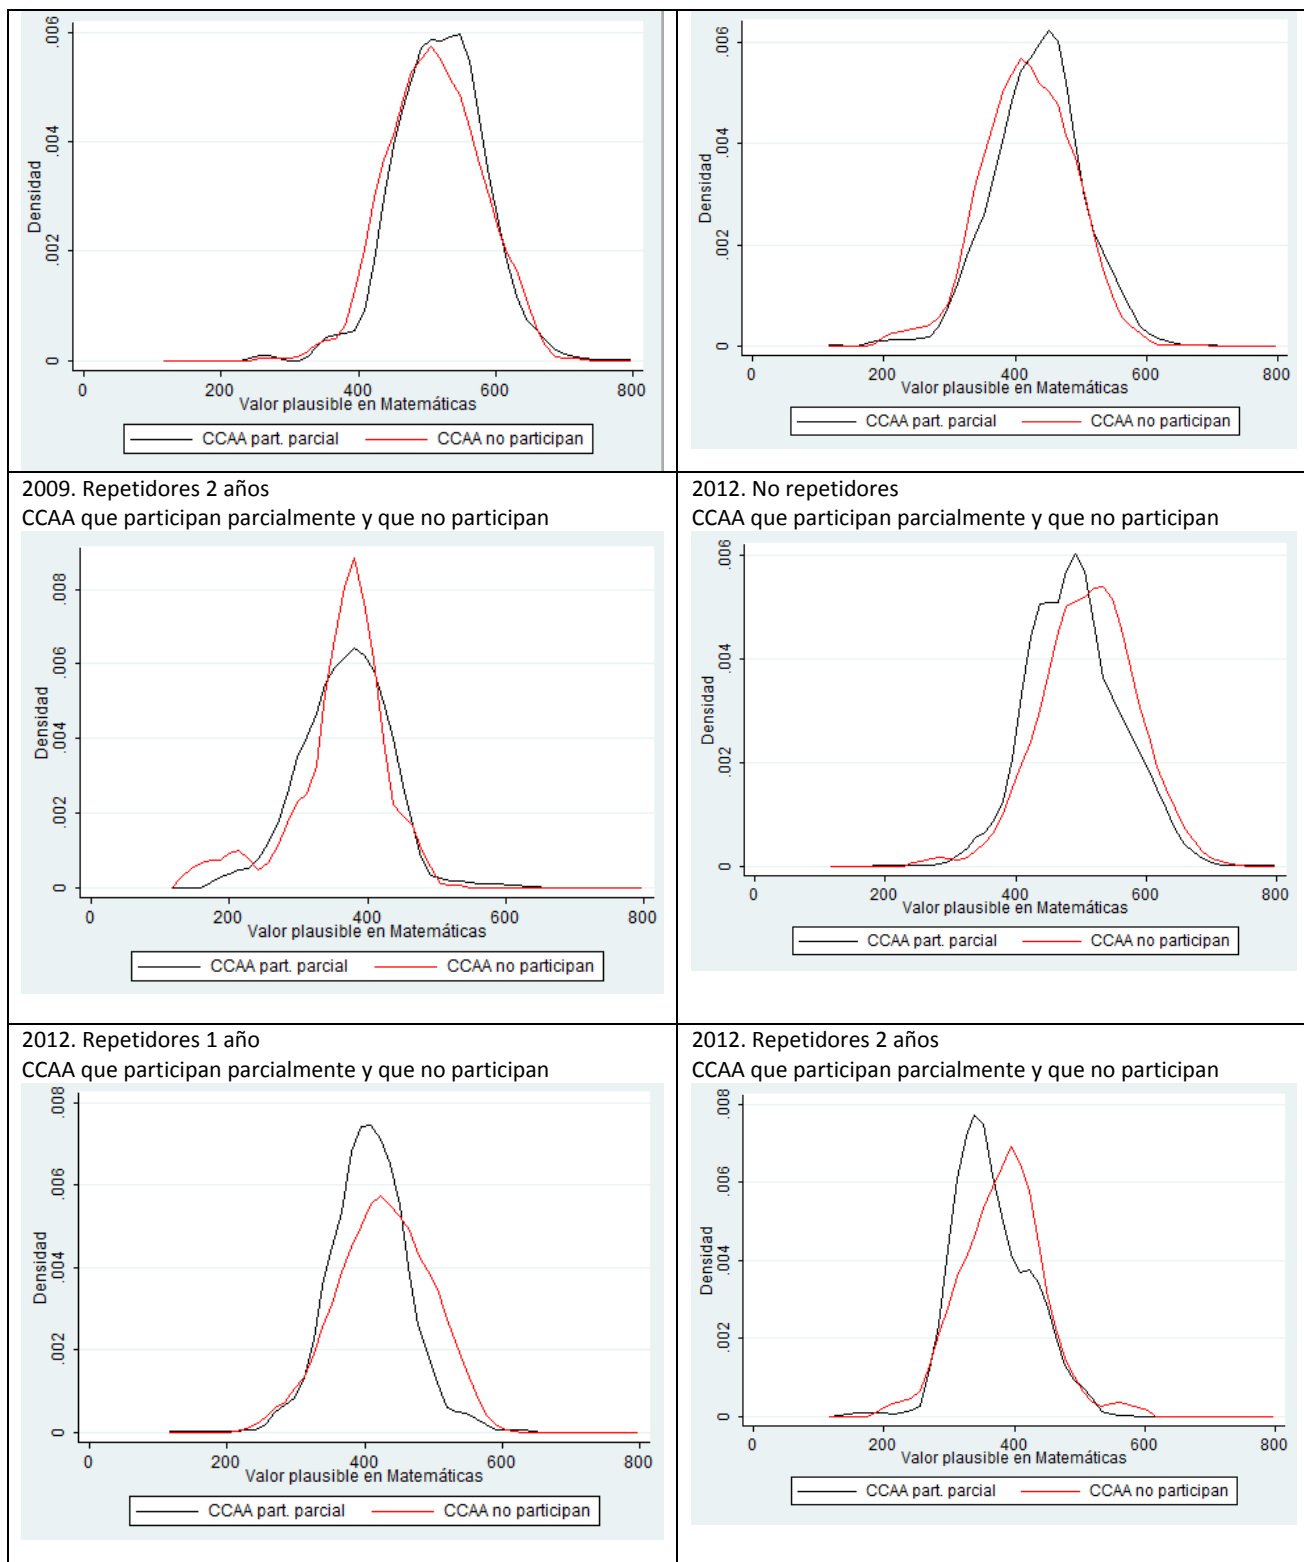 .006
.004
.002
0
Densidad
0
200
400
600
800
Valor plausible en Matemáticas
CCAA part. parcial
CCAA no participan
.006
.004
.002
0
Densidad
0
200
400
600
800
Valor plausible en Matemáticas
CCAA part. parcial
CCAA no participan
2009. Repetidores 2 años
CCAA que participan parcialmente y que no participan
.008
.006
.004
.002
0
Densidad
0
200
400
600
800
Valor plausible en Matemáticas
CCAA part. parcial
CCAA no participan
2012. No repetidores
CCAA que participan parcialmente y que no participan
.006
.004
.002
0
Densidad
0
200
400
600
800
Valor plausible en Matemáticas
CCAA part. parcial
CCAA no participan
2012. Repetidores 1 año
CCAA que participan parcialmente y que no participan
.008
.006
.004
.002
0
Densidad
0
200
400
600
800
Valor plausible en Matemáticas
CCAA part. parcial
CCAA no participan
2012. Repetidores 2 años
CCAA que participan parcialmente y que no participan
.008
.006
.004
.002
0
Densidad
0
200
400
600
800
Valor plausible en Matemáticas
CCAA part. parcial
CCAA no participan